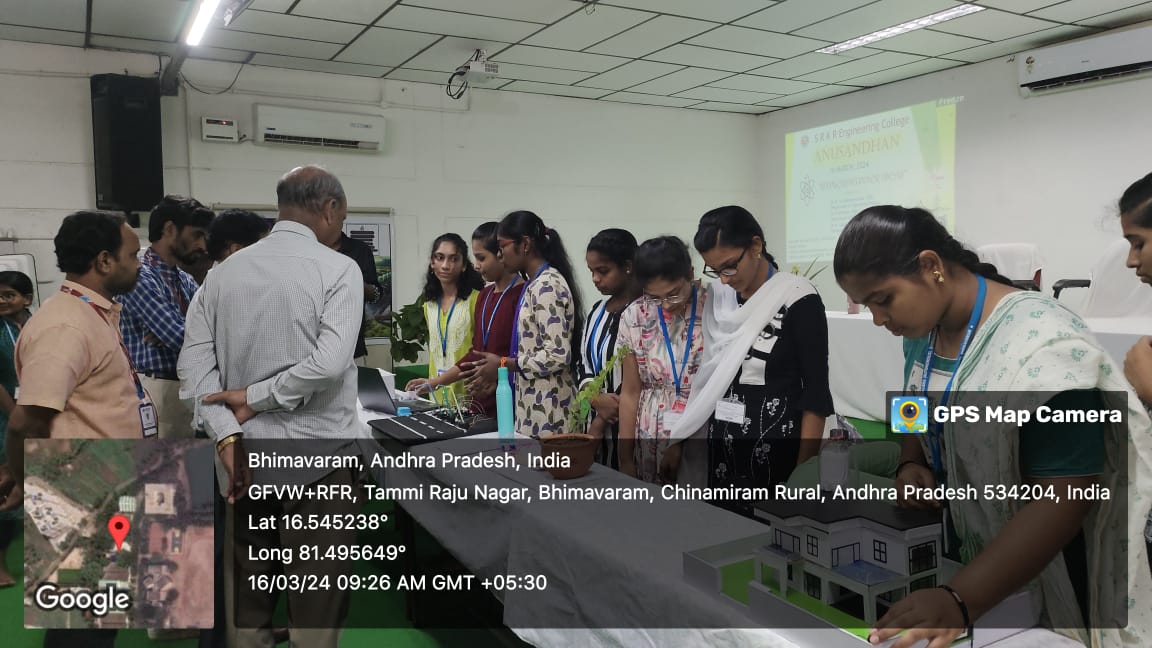 S R K R Engineering College
ANUSANDHAN
GPS Map Camera
Bhimavaram, Andhra Pradesh, India
GFVW+RFR, Tammi Raju Nagar, Bhimavaram, Chinamiram Rural, Andhra Pradesh 534204, India
Lat 16.545238°
Long 81.495649°
16/03/24 09:26 AM GMT +05:30
Google